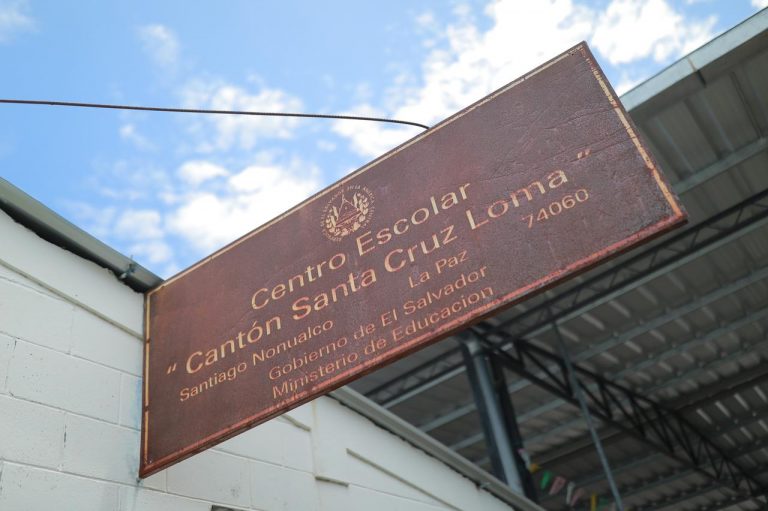 Centro Escolar
" Cantón Santa Cruz Loma "
Santiago Nonualco La Paz 74060
Gobierno de El Salvador
Ministerio de Educacion